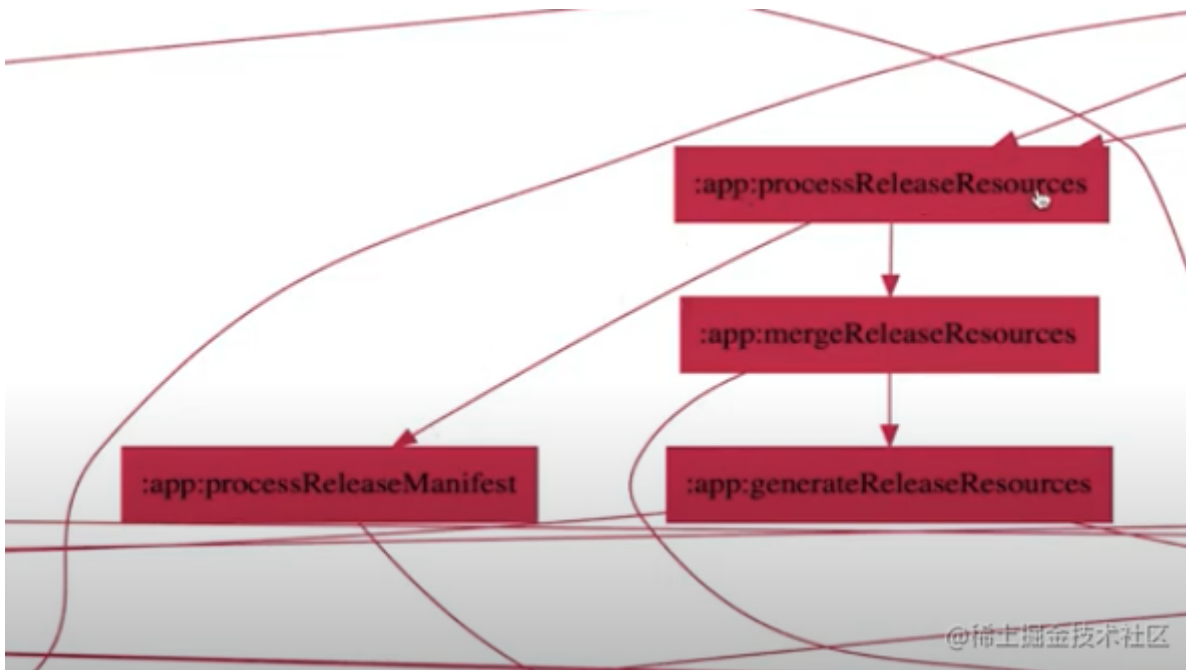 :app:processReleaseResources
:app:mergeReleaseResources
:app:processReleaseManifest
:app:generateReleaseResources
@稀土掘金技术社区